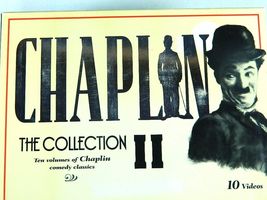 CHAPLIN
THE COLLECTION II
Ten volumes of Chaplin
comedy classics
10 Videos